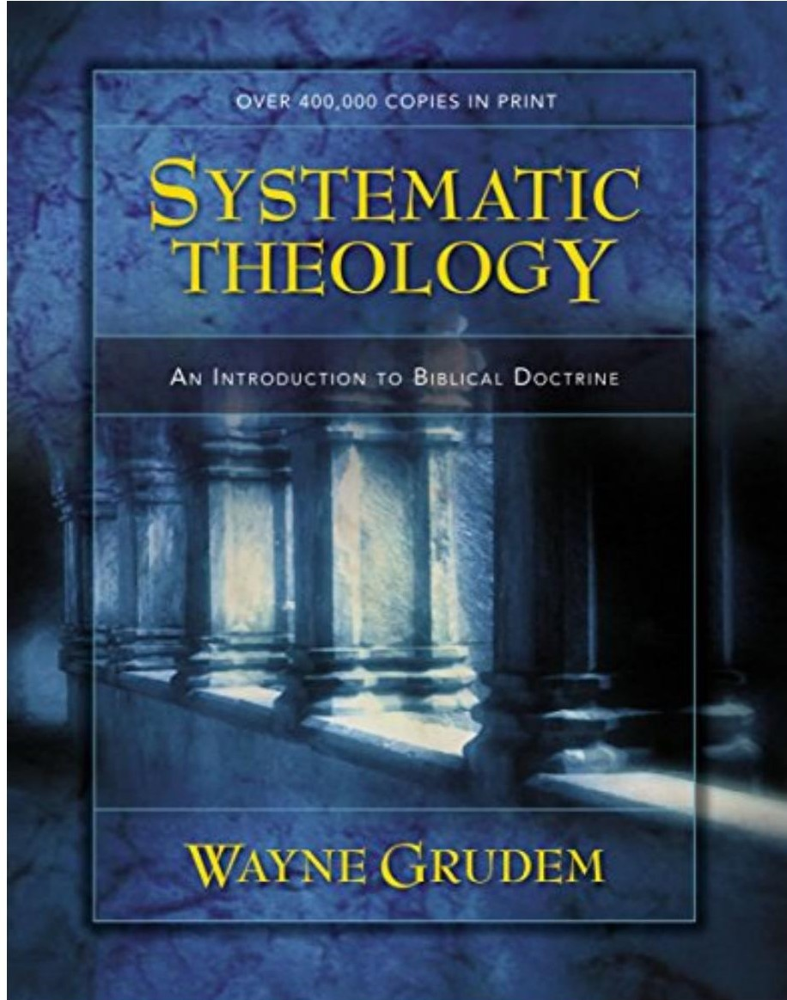 OVER 400,000 COPIES IN PRINT
SYSTEMATIC
THEOLOGY
AN INTRODUCTION TO BIBLICAL DOCTRINE
WAYNE GRUDEM